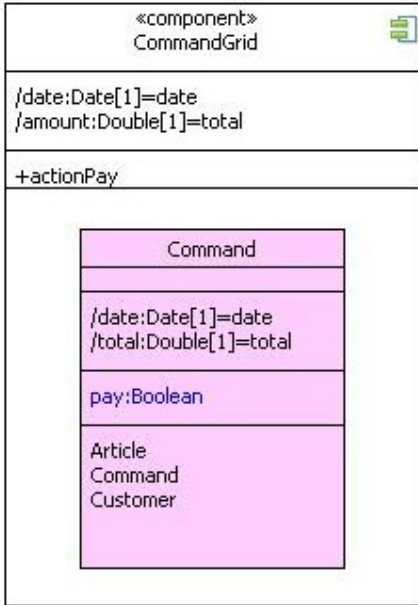 «component»
CommandGrid
/date:Date[1]=date
/amount:Double[1]=total
+actionPay
Command
/date:Date[1]=date
/total:Double[1]=total
pay:Boolean
Article
Command
Customer